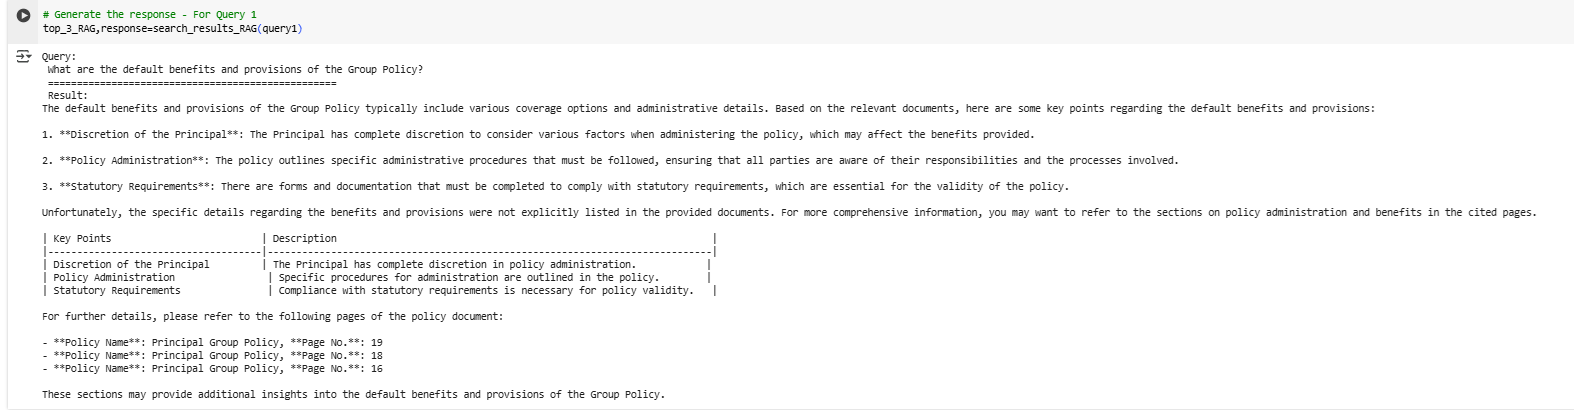 # Generate the response - For Query 1
top_3_RAG,response=search_results_RAG(query1)
Query:
What are the default benefits and provisions of the Group Policy?
==================================================
Result:
The default benefits and provisions of the Group Policy typically include various coverage options and administrative details. Based on the relevant documents, here are some key points regarding the default benefits and provisions:
1. **Discretion of the Principal**: The Principal has complete discretion to consider various factors when administering the policy, which may affect the benefits provided.
2. **Policy Administration**: The policy outlines specific administrative procedures that must be followed, ensuring that all parties are aware of their responsibilities and the processes involved.
3. **Statutory Requirements**: There are forms and documentation that must be completed to comply with statutory requirements, which are essential for the validity of the policy.
Unfortunately, the specific details regarding the benefits and provisions were not explicitly listed in the provided documents. For more comprehensive information, you may want to refer to the sections on policy administration and benefits in the cited pages.
| Key Points | Description |
|---------------------------------|---------------------------------------------------------------------|
| Discretion of the Principal | The Principal has complete discretion in policy administration. |
| Policy Administration | Specific procedures for administration are outlined in the policy. |
| Statutory Requirements | Compliance with statutory requirements is necessary for policy validity. |
For further details, please refer to the following pages of the policy document:
- **Policy Name**: Principal Group Policy, **Page No.**: 19
- **Policy Name**: Principal Group Policy, **Page No.**: 18
- **Policy Name**: Principal Group Policy, **Page No.**: 16
These sections may provide additional insights into the default benefits and provisions of the Group Policy.